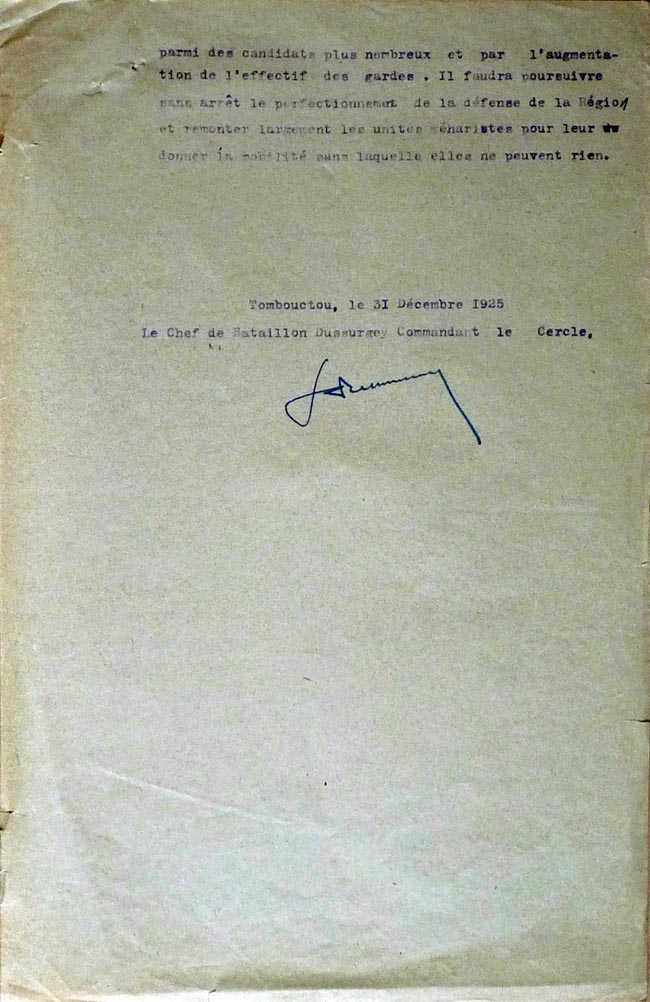 parmi des candidats plus nombreux et par l'augmenta-
tion de l'effectif des gardes . Il faudra poursuivre
sans arrêt le perfectionnement de la défense de la Région
et remonter largement les unites méharistes pour leur
donner la mobilité sans laquelle elles ne peuvent rien.
Tombouctou, le 31 Décembre 1925
Le Chef de Bataillon Dussurgey Commandant le Cercle,